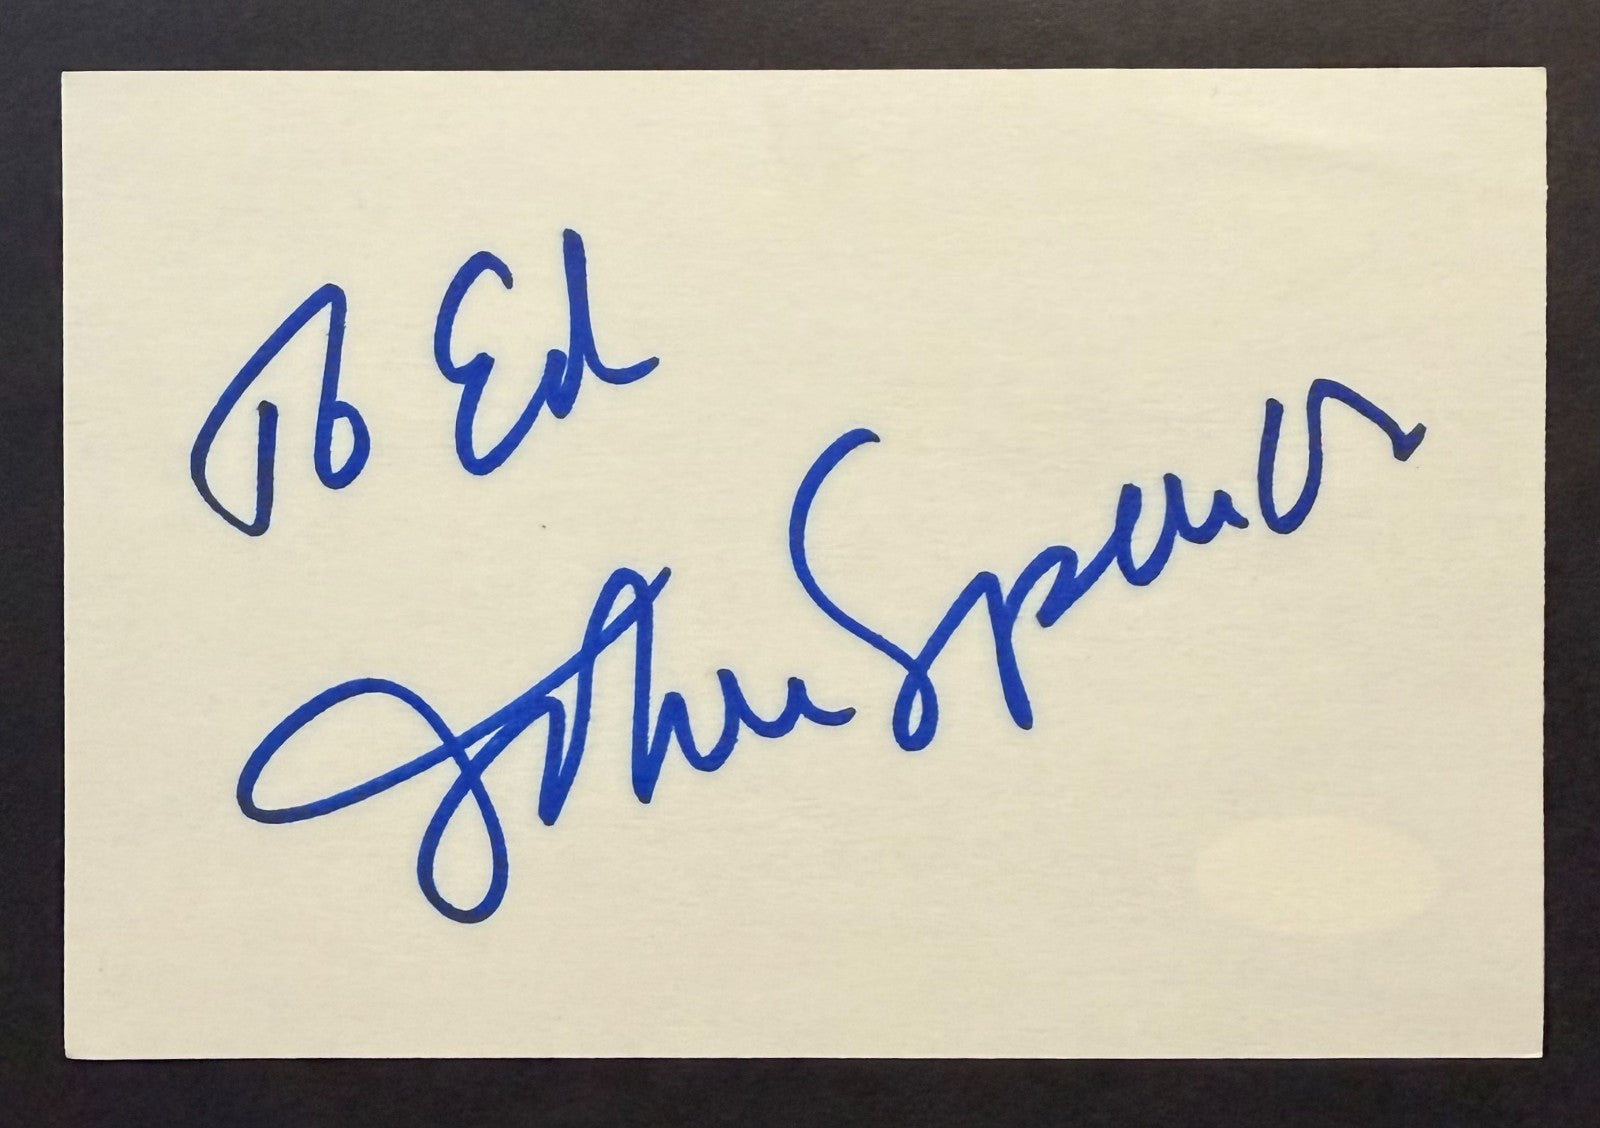 To Ed
John Spencer